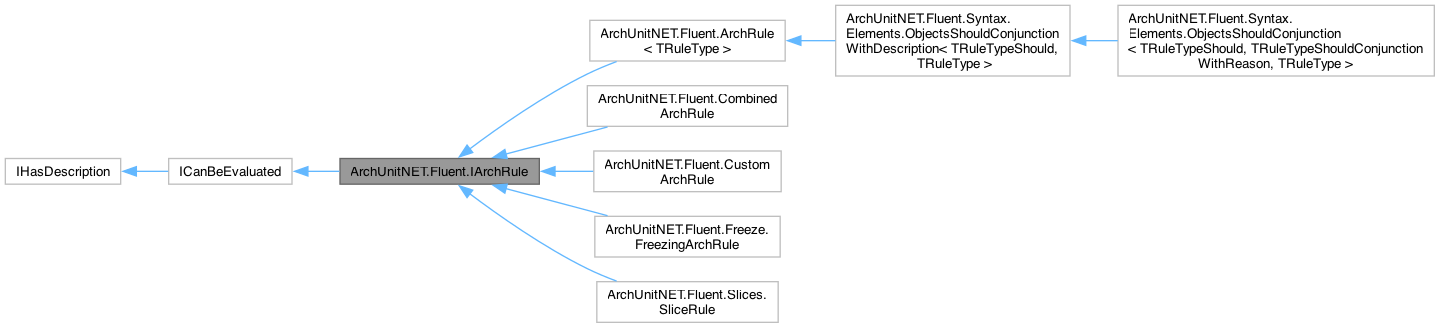 IHasDescription
ICanBeEvaluated
ArchUnitNET.Fluent.IArchRule
ArchUnitNET.Fluent.ArchRule
< TRuleType >
ArchUnitNET.Fluent.Syntax.
Elements.ObjectsShouldConjunction
WithDescription< TRuleTypeShould,
TRuleType >
ArchUnitNET.Fluent.Syntax.
Elements.ObjectsShouldConjunction
< TRuleTypeShould, TRuleTypeShouldConjunction
WithReason, TRuleType >
ArchUnitNET.Fluent.Combined
ArchRule
ArchUnitNET.Fluent.Custom
ArchRule
ArchUnitNET.Fluent.Freeze.
FreezingArchRule
ArchUnitNET.Fluent.Slices.
SliceRule